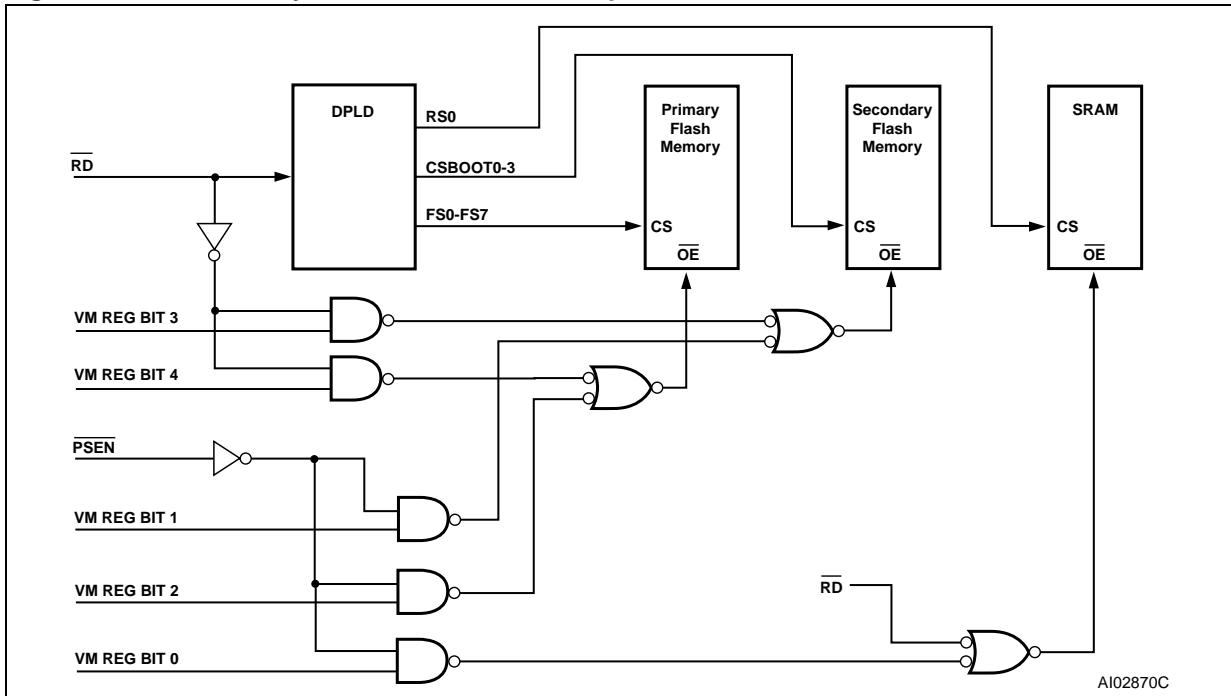 DPLD
RS0
CSBOOT0-3
FS0-FS7
Primary
Flash
Memory
CS
OE
Secondary
Flash
Memory
CS
OE
SRAM
CS
OE
RD
VM REG BIT 3
VM REG BIT 4
PSEN
VM REG BIT 1
VM REG BIT 2
VM REG BIT 0
RD
AI02870C